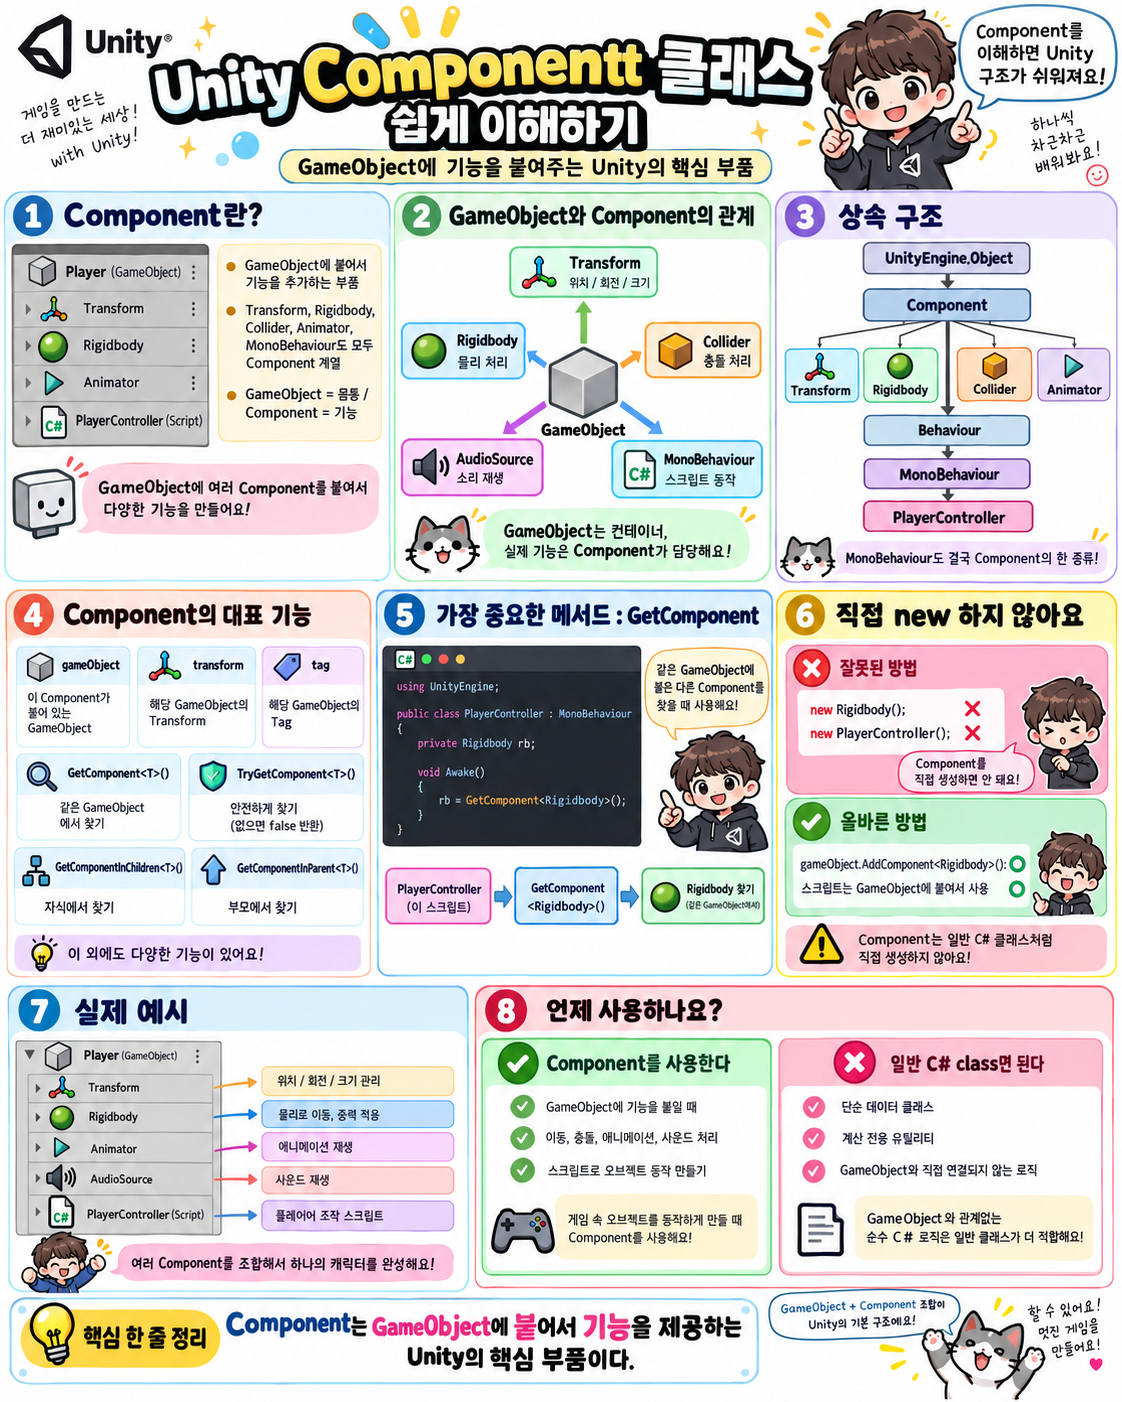 Unity®
게임을 만드는
더 재미있는 세상!
with Unity!
Unity Componentt 클래스
쉽게 이해하기
GameObject에 기능을 붙여주는 Unity의 핵심 부품
Component를
이해하면 Unity
구조가 쉬워져요!
하나씩
차근차근
배워봐요!
1 Component란?
Player (GameObject)
Transform
Rigidbody
Animator
C# PlayerController (Script)
GameObject에 붙어서
기능을 추가하는 부품
Transform, Rigidbody,
Collider, Animator,
MonoBehaviour도 모두
Component 계열
GameObject = 몸통 /
Component = 기능
GameObject에 여러 Component를 붙여서
다양한 기능을 만들어요!
2 GameObject와 Component의 관계
Transform
위치 / 회전 / 크기
Rigidbody
물리 처리
Collider
충돌 처리
GameObject
AudioSource
소리 재생
C# MonoBehaviour
스크립트 동작
GameObject는 컨테이너,
실제 기능은 Component가 담당해요!
3 상속 구조
UnityEngine.Object
Component
Transform
Rigidbody
Collider
Animator
Behaviour
MonoBehaviour
PlayerController
MonoBehaviour도 결국 Component의 한 종류!
4 Component의 대표 기능
gameObject
이 Component가
붙어 있는
GameObject
transform
해당 GameObject의
Transform
tag
해당 GameObject의
Tag
GetComponent<T>()
같은 GameObject
에서 찾기
TryGetComponent<T>()
안전하게 찾기
(없으면 false 반환)
GetComponentInChildren<T>()
자식에서 찾기
GetComponentInParent<T>()
부모에서 찾기
이 외에도 다양한 기능이 있어요!
5 가장 중요한 메서드 : GetComponent
C#
using UnityEngine;
public class PlayerController : MonoBehaviour
{
private Rigidbody rb;
void Awake()
{
rb = GetComponent<Rigidbody>();
}
}
같은 GameObject에
붙은 다른 Component를
찾을 때 사용해요!
PlayerController
(이 스크립트)
GetComponent
<Rigidbody>()
Rigidbody 찾기
(같은 GameObject에서)
6 직접 new 하지 않아요
잘못된 방법
new Rigidbody();
new PlayerController();
Component를
직접 생성하면 안 돼요!
올바른 방법
gameObject.AddComponent<Rigidbody>();
스크립트는 GameObject에 붙여서 사용
Component는 일반 C# 클래스처럼
직접 생성하지 않아요!
7 실제 예시
Player (GameObject)
Transform
Rigidbody
Animator
AudioSource
C# PlayerController (Script)
위치 / 회전 / 크기 관리
물리로 이동, 중력 적용
애니메이션 재생
사운드 재생
플레어어 조작 스크립트
여러 Component를 조합해서 하나의 캐릭터를 완성해요!
8 언제 사용하나요?
Component를 사용한다
GameObject에 기능을 붙일 때
이동, 충돌, 애니메이션, 사운드 처리
스크립트로 오브젝트 동작 만들기
게임 속 오브젝트를 동작하게 만들 때
Component를 사용해요!
일반 C# class면 된다
단순 데이터 클래스
계산 전용 유틸리티
GameObject와 직접 연결되지 않는 로직
GameObject와 관계없는
순수 C# 로직은 일반 클래스가 더 적합해요!
핵심 한 줄 정리
Component는 GameObject에 붙어서 기능을 제공하는
Unity의 핵심 부품이다.
GameObject + Component 조합이
Unity의 기본 구조예요!
할 수 있어요!
멋진 게임을
만들어요!